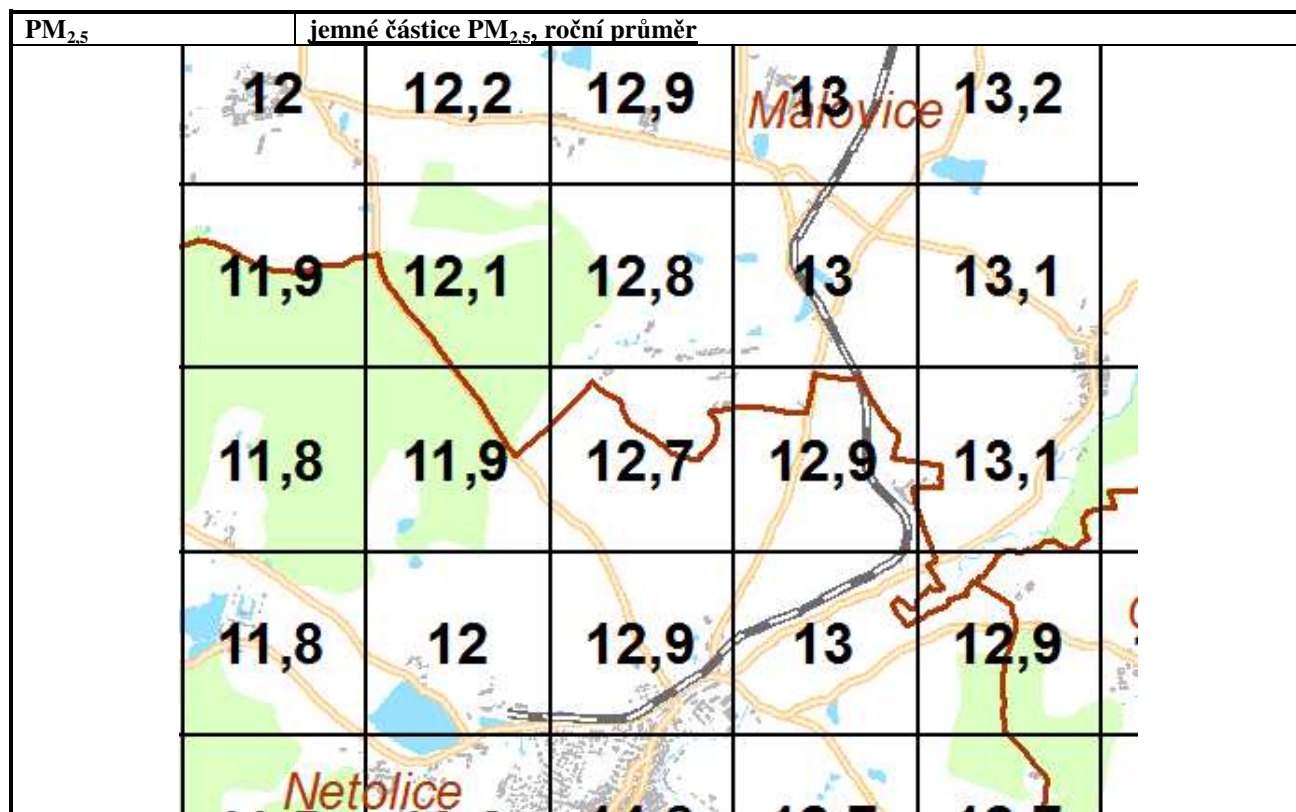 PM2,5 jemné částice PM2,5, roční průměr
12 12,2 12,9 13 13,2
Malovice
11,9 12,1 12,8 13 13,1
11,8 11,9 12,7 12,9 13,1
11,8 12 12,9 13 12,9
Netolice